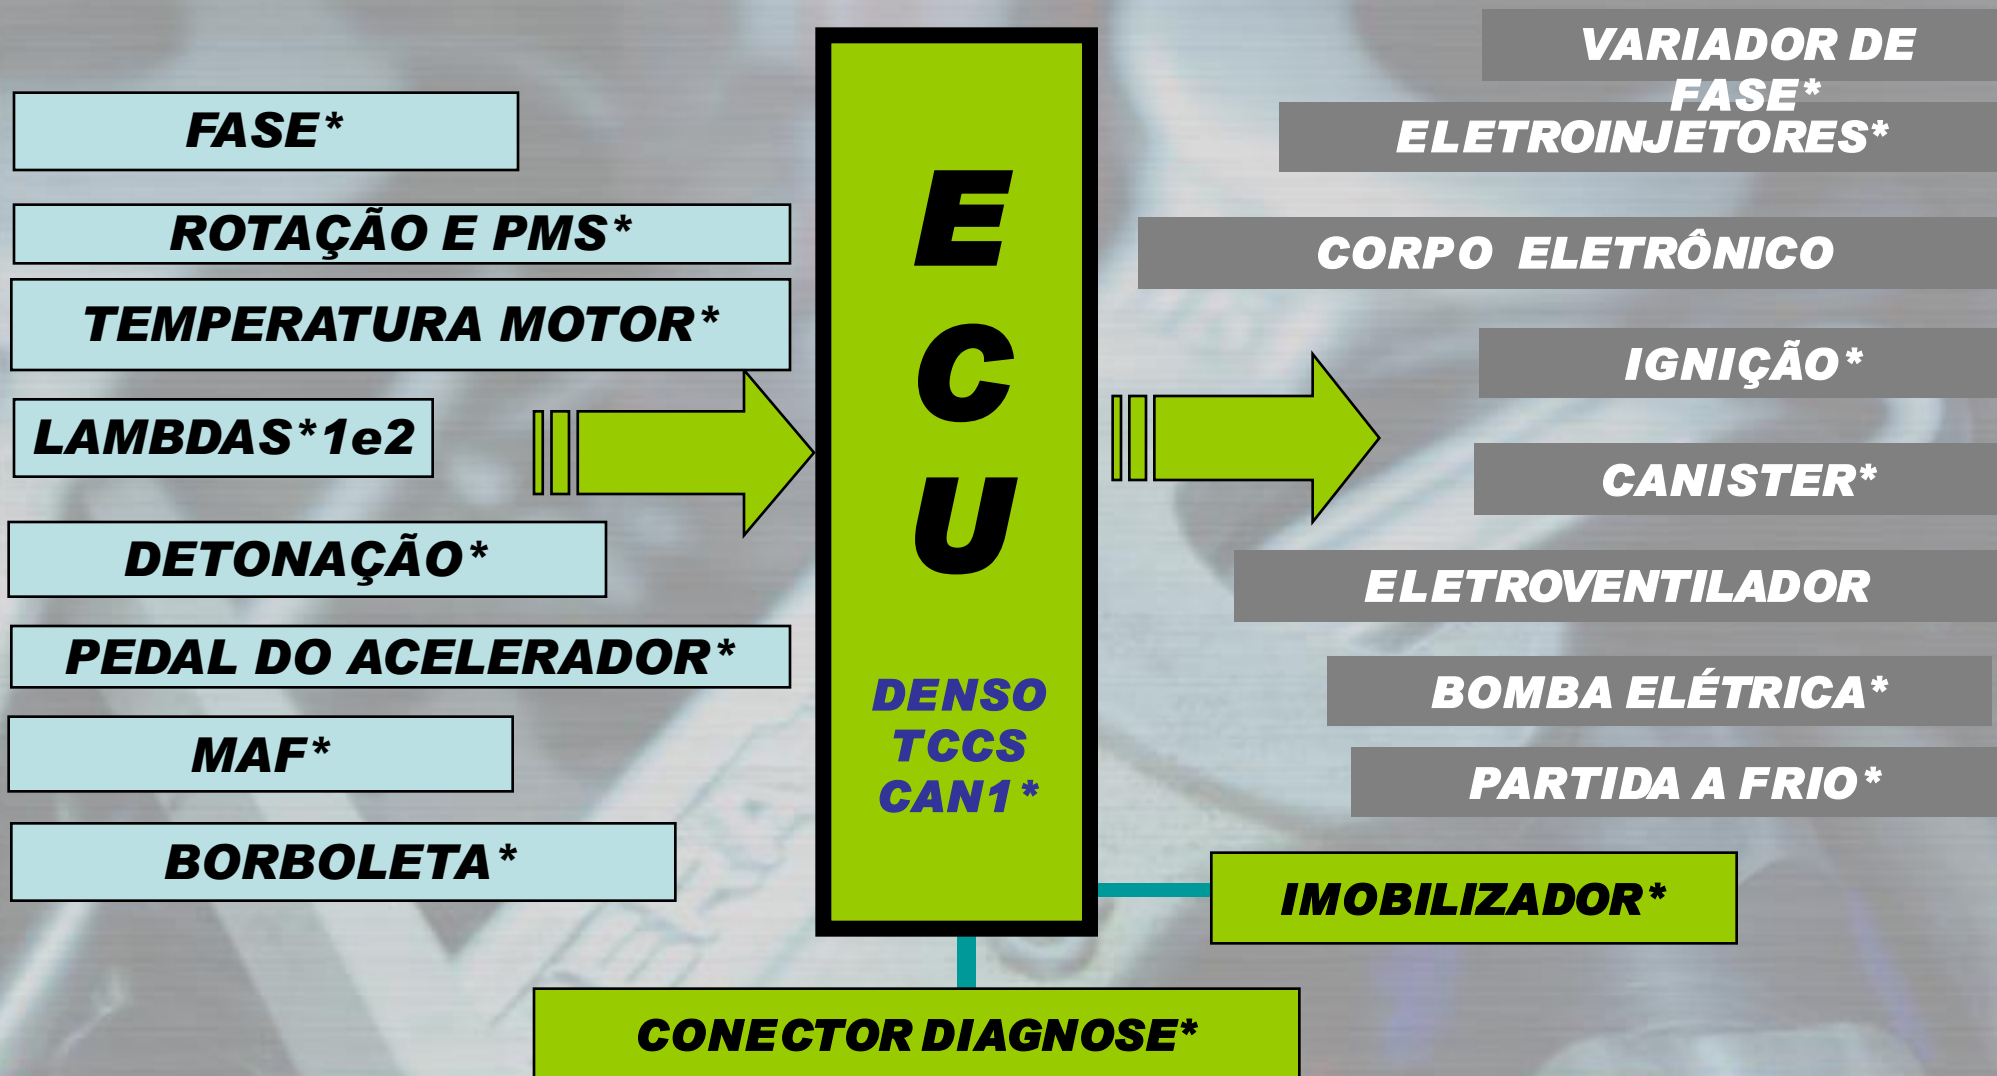 FASE*
ROTAÇÃO E PMS*
TEMPERATURA MOTOR*
LAMBDAS*1e2
DETONAÇÃO*
PEDAL DO ACELERADOR*
MAF*
BORBOLETA*
E
C
U
DENSO
TCCS
CAN1*
VARIADOR DE
FASE*
ELETROINJETORES*
CORPO ELETRÔNICO
IGNIÇÃO*
CANISTER*
ELETROVENTILADOR
BOMBA ELÉTRICA*
PARTIDA A FRIO*
IMOBILIZADOR*
CONECTOR DIAGNOSE*